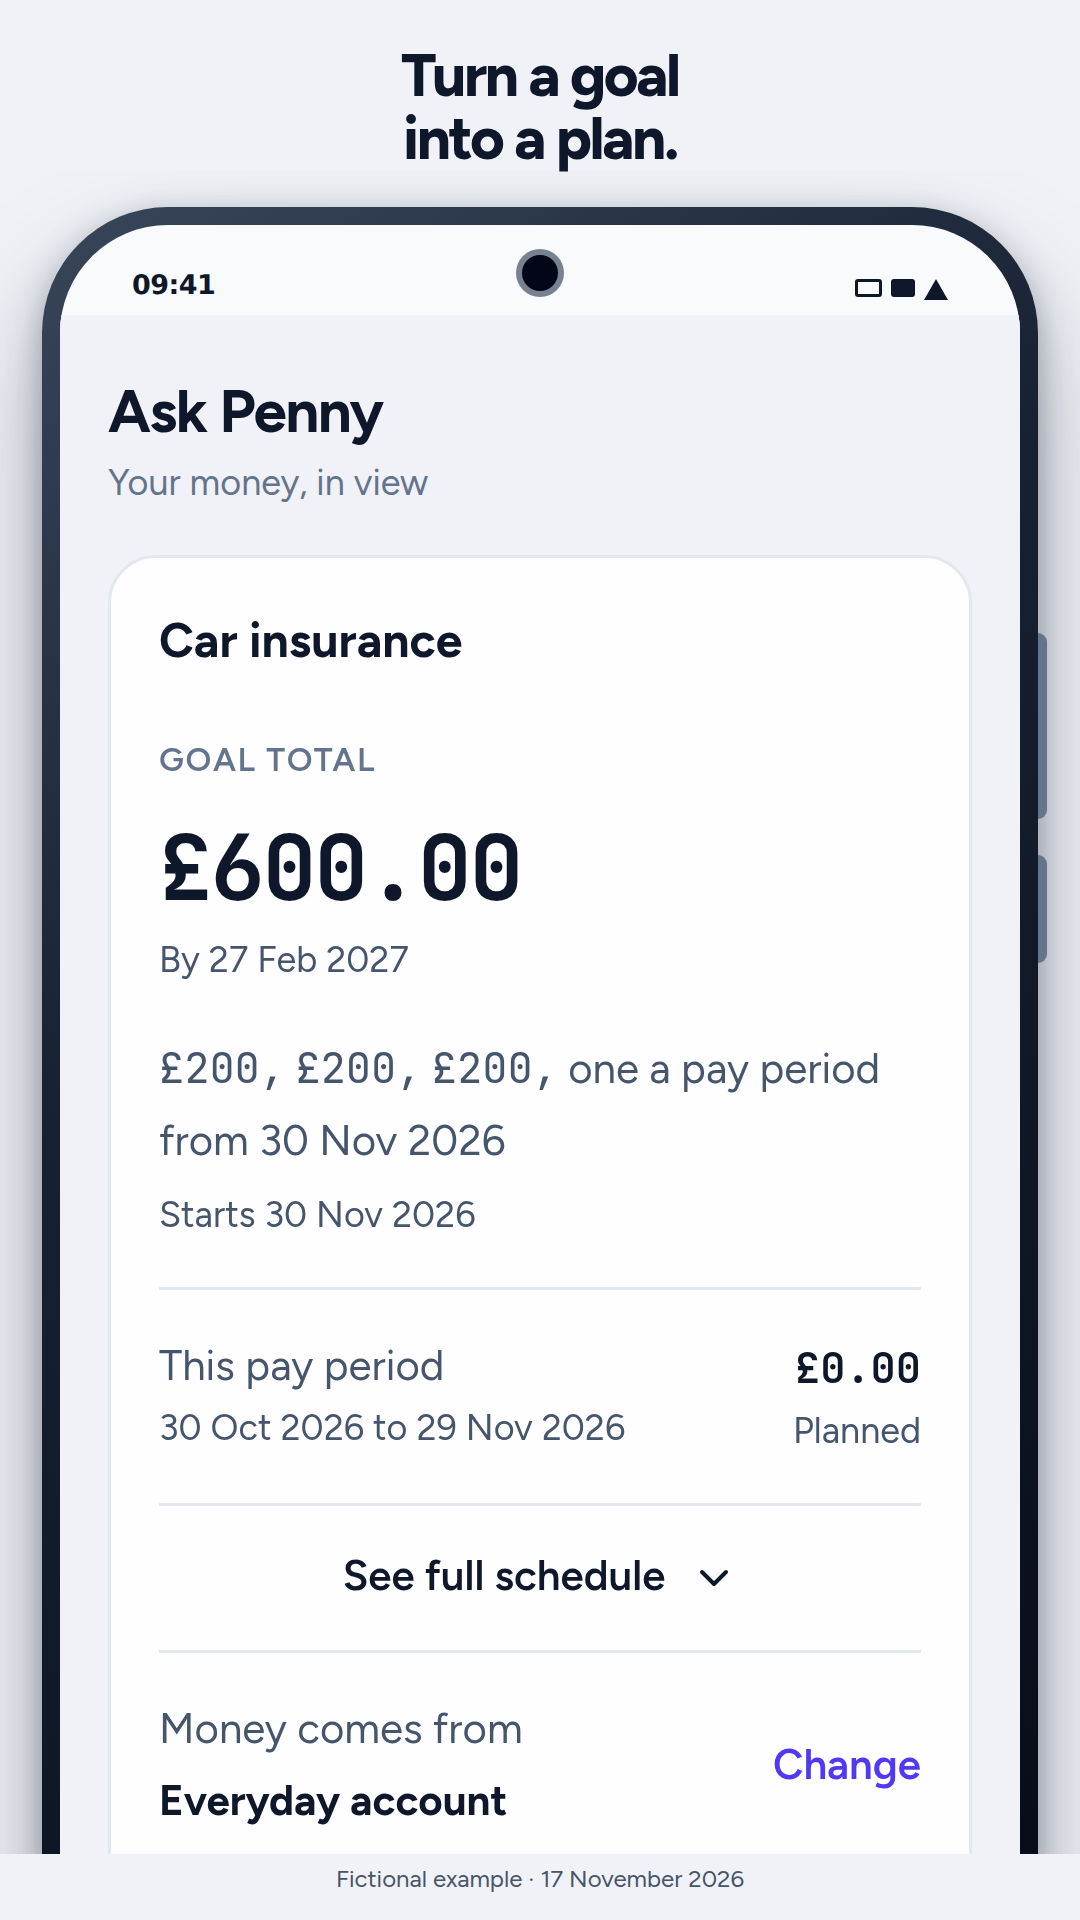 Turn a goal
into a plan.
09:41
Ask Penny
Your money, in view
Car insurance
GOAL TOTAL
£600.00
By 27 Feb 2027
£200, £200, £200, one a pay period
from 30 Nov 2026
Starts 30 Nov 2026
This pay period
£0.00
30 Oct 2026 to 29 Nov 2026
Planned
See full schedule
Money comes from
Change
Everyday account
Fictional example · 17 November 2026